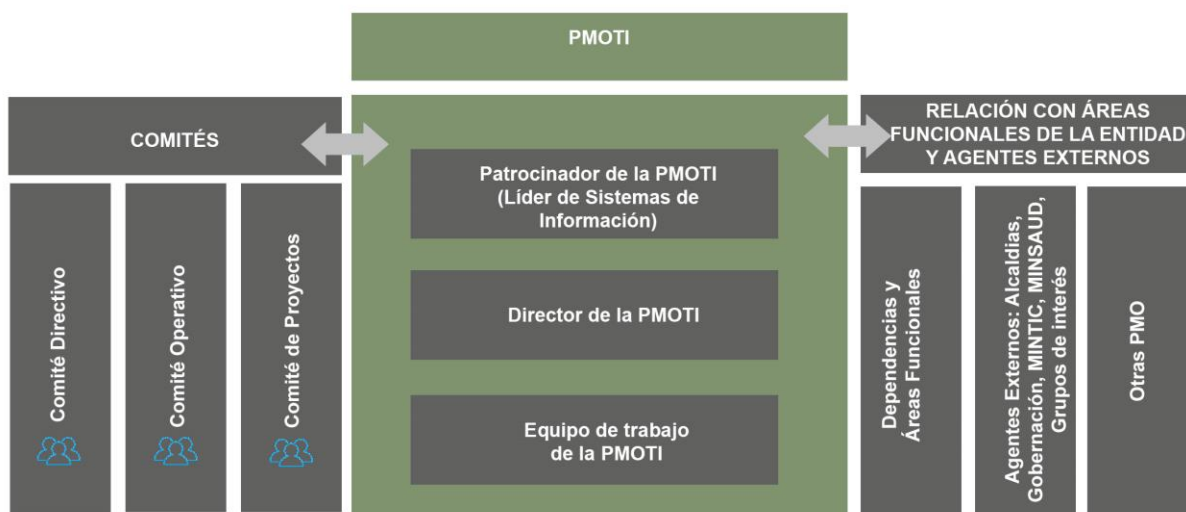 PMOTI
COMITÉS
Comité Directivo
Comité Operativo
Comité de Proyectos
Patrocinador de la PMOTI
(Líder de Sistemas de
Información)
Director de la PMOTI
Equipo de trabajo
de la PMOTI
RELACIÓN CON ÁREAS
FUNCIONALES DE LA ENTIDAD
Y AGENTES EXTERNOS
Dependencias y
Áreas Funcionales
Agentes Externos: Alcaldias,
Gobernación, MINTIC, MINSAUD,
Grupos de interés
Otras PMO